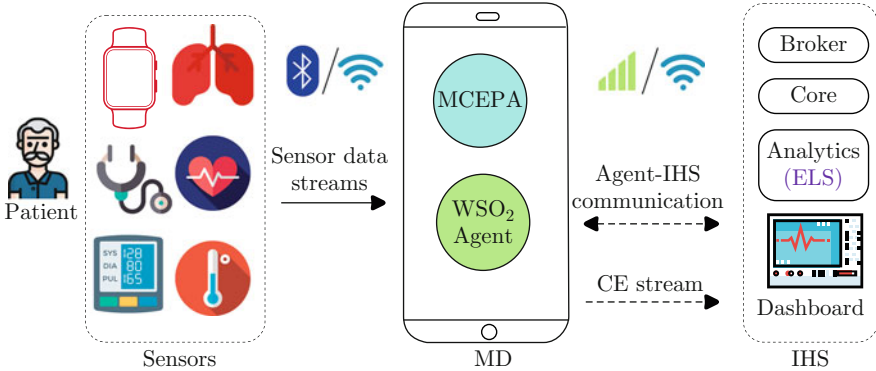 Patient
SYS 128
DIA 80
PUL 165
Sensors
Sensor data
streams
MCEPA
WSO₂
Agent
MD
Agent-IHS
communication
CE stream
Broker
Core
Analytics
(ELS)
Dashboard
IHS